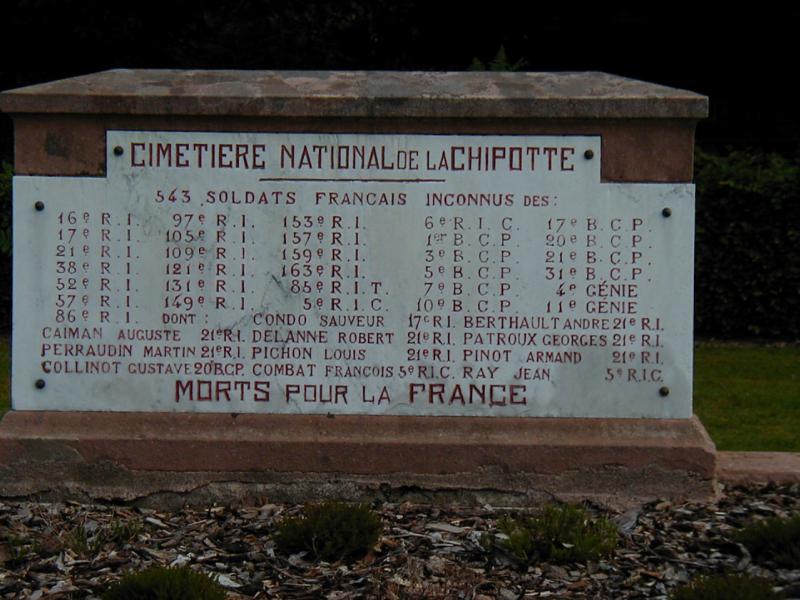 CIMETIERE NATIONAL DE LA CHIPOTTE
543 SOLDATS FRANCAIS INCONNUS DES:
16e R.I. 97e R.I. 153e R.I. 6e R.I.C. 17e B.C.P.
17e R.I. 105e R.I. 157e R.I. 1er B.C.P. 20e B.C.P.
21e R.I. 109e R.I. 159e R.I. 3e B.C.P. 21e B.C.P.
38e R.I. 121e R.I. 163e R.I. 5e B.C.P. 31e B.C.P.
52e R.I. 131e R.I. 85e R.I.T. 7e B.C.P. 4e GÉNIE
57e R.I. 149e R.I. 5e R.I.C. 10e B.C.P. 11e GENIE
86e R.I. DONT: CONDO SAUVEUR 17e R.I. BERTHAULT ANDRE 21e R.I.
CAIMAN AUGUSTE 21e R.I. DELANNE ROBERT 21e R.I. PATROUX GEORGES 21e R.I.
PERRAUDIN MARTIN 21e R.I. PICHON LOUIS 21e R.I. PINOT ARMAND 21e R.I.
COLLINOT GUSTAVE 20e B.C.P. COMBAT FRANÇOIS 5e R.I.C. RAY JEAN 5e R.I.C.
MORTS POUR LA FRANCE